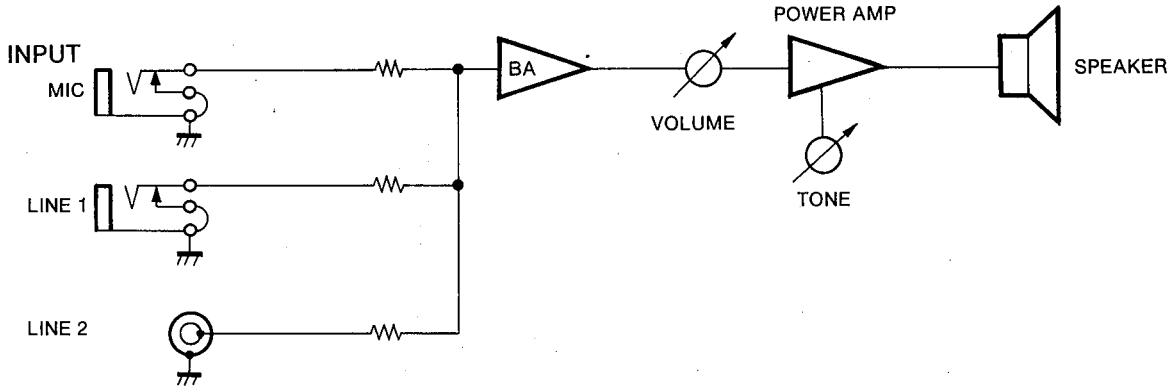 INPUT
MIC
LINE 1
LINE 2
BA
VOLUME
POWER AMP
TONE
SPEAKER